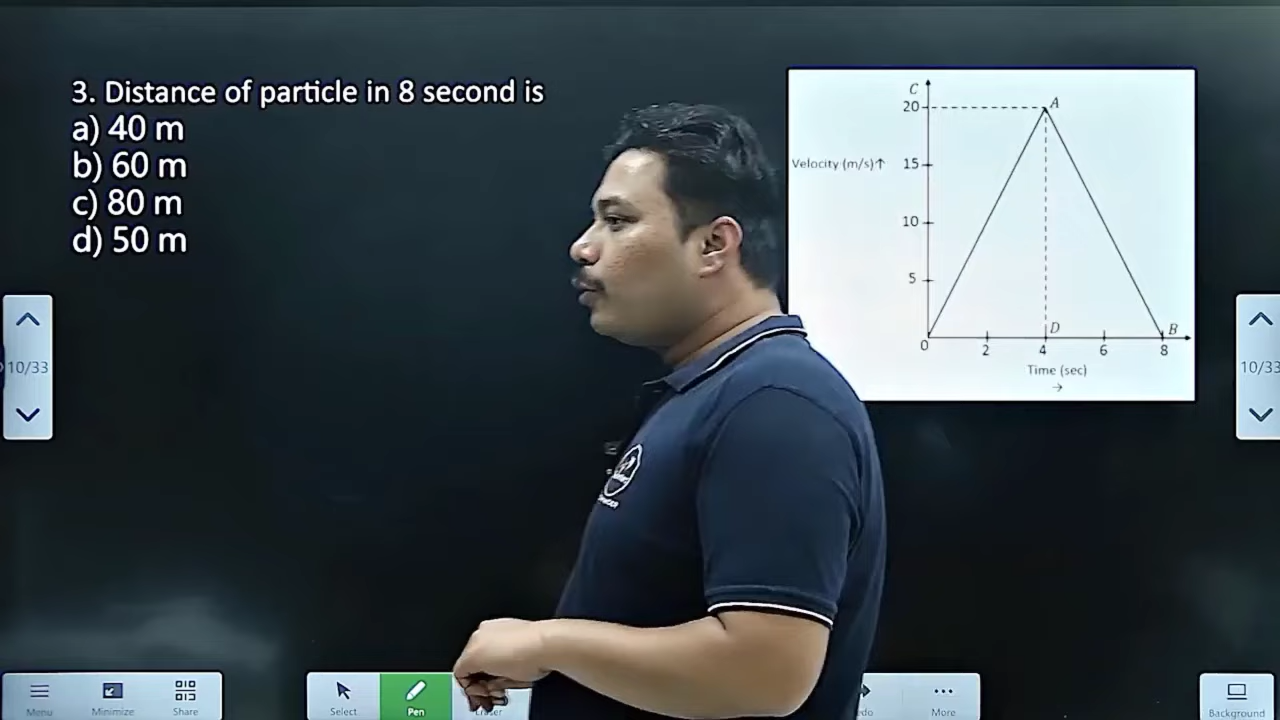 3. Distance of particle in 8 second is
a) 40 m
b) 60 m
c) 80 m
d) 50 m
C
20
A
Velocity (m/s)↑
15
10
5
D
B
0
2
4
6
8
Time (sec)
→
10/33
10/33
Menu
Minimize
Share
Select
Pen
Eraser
More
Background